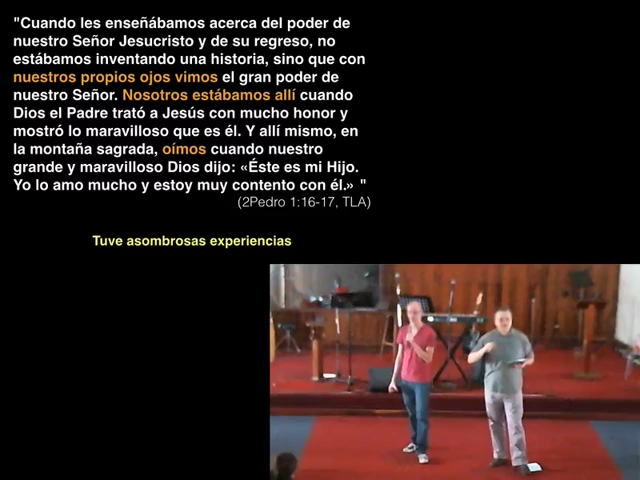 "Cuando les enseñábamos acerca del poder de
nuestro Señor Jesucristo y de su regreso, no
estábamos inventando una historia, sino que con
nuestros propios ojos vimos el gran poder de
nuestro Señor. Nosotros estábamos allí cuando
Dios el Padre trató a Jesús con mucho honor y
mostró lo maravilloso que es él. Y allí mismo, en
la montaña sagrada, oímos cuando nuestro
grande y maravilloso Dios dijo: «Éste es mi Hijo.
Yo lo amo mucho y estoy muy contento con él.» "
(2Pedro 1:16-17, TLA)
Tuve asombrosas experiencias